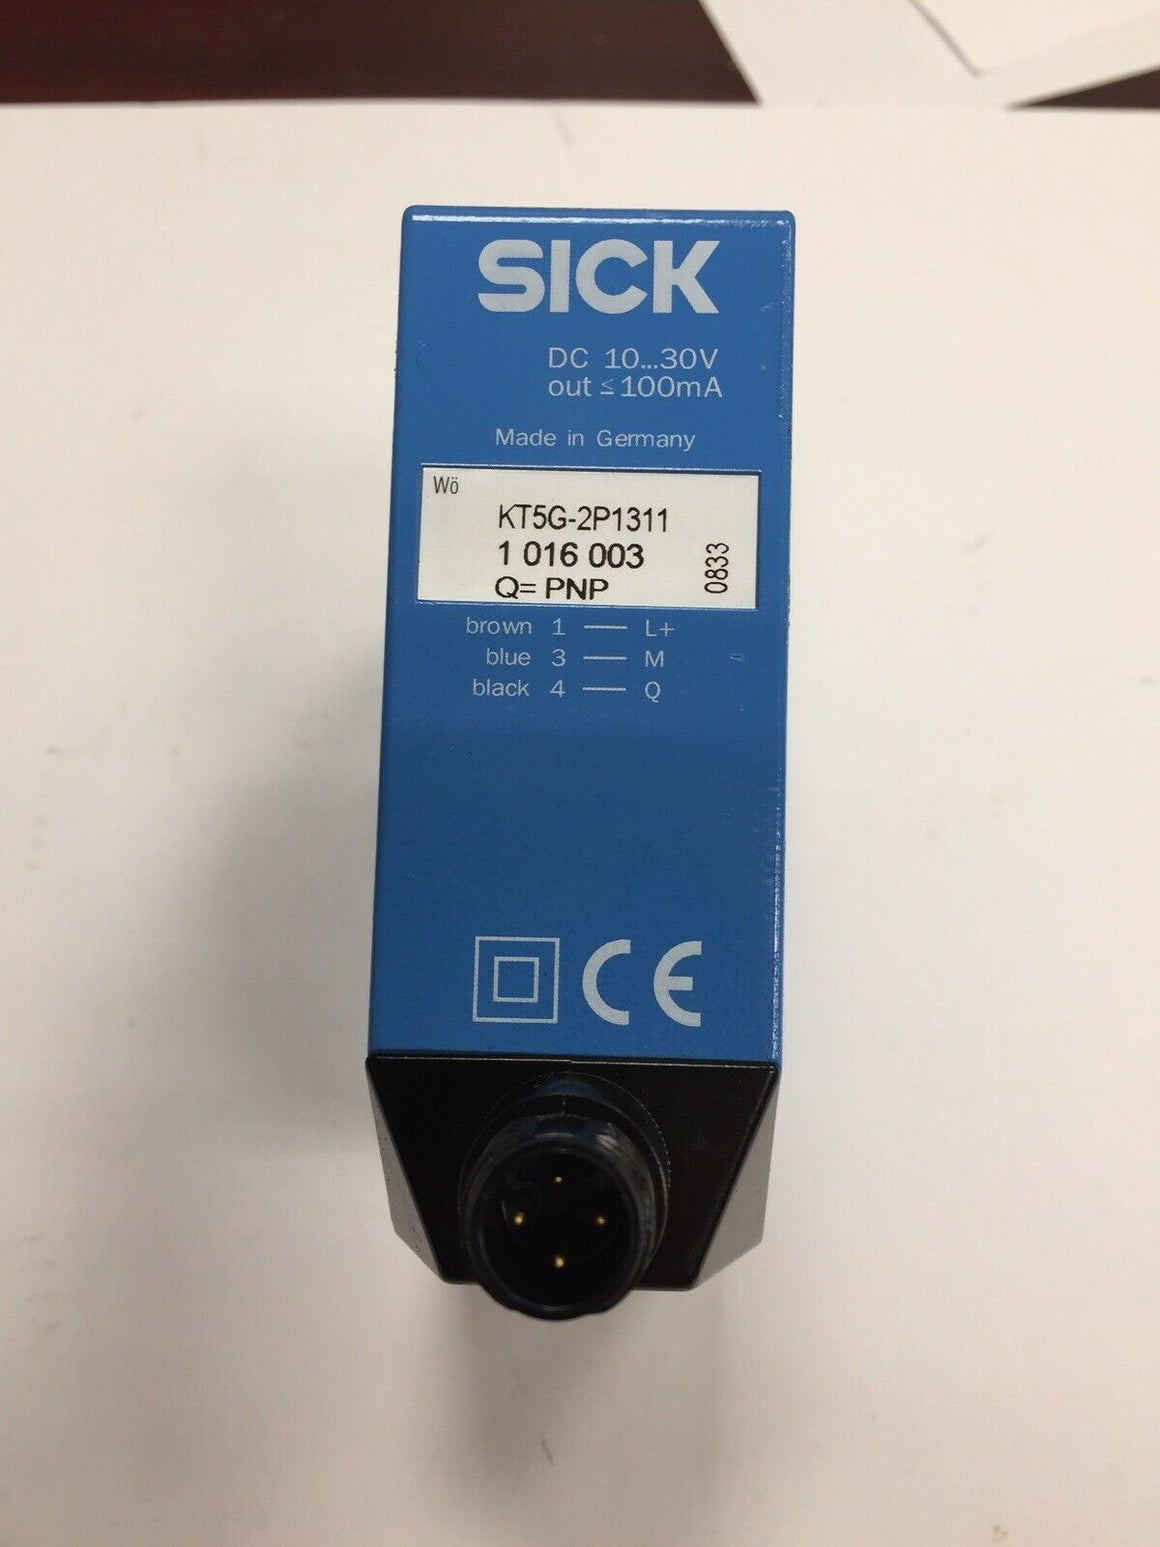 SICK
DC 10...30V
out ≤ 100mA
Made in Germany
Wö
KT5G-2P1311
1 016 003
Q= PNP
0833
brown 1 — L+
blue 3 — M
black 4 — Q
CE